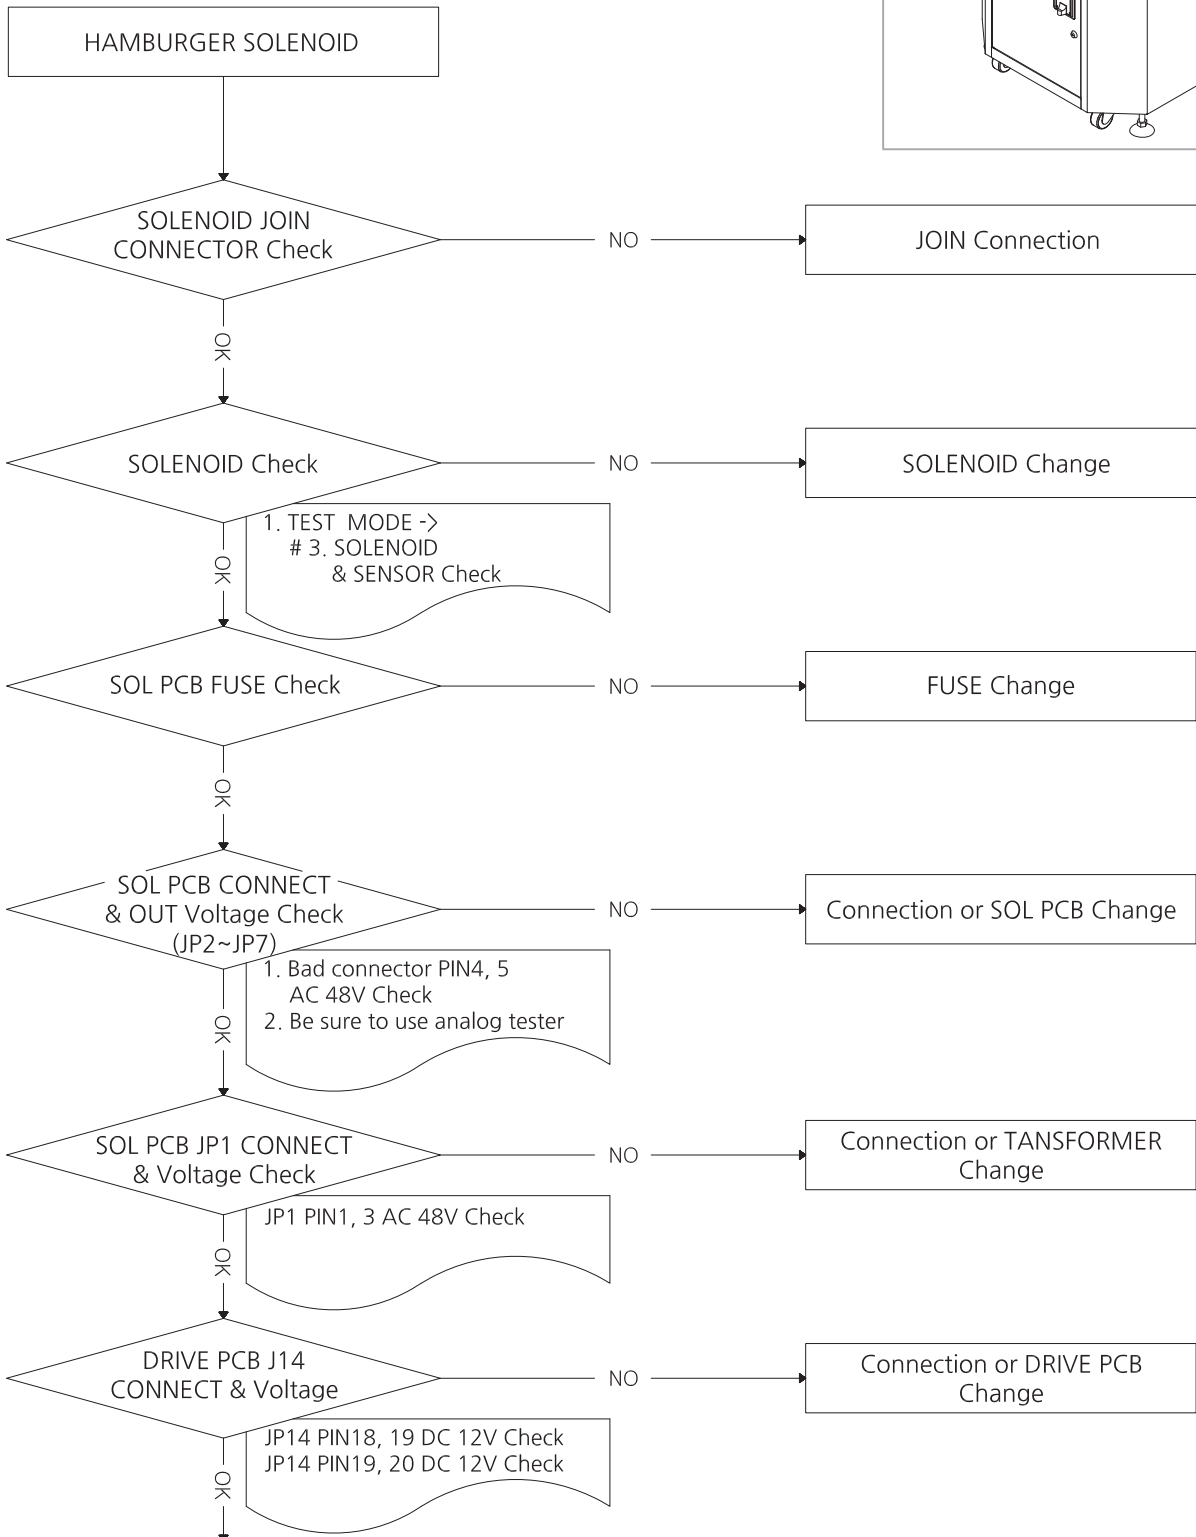 HAMBURGER SOLENOID
SOLENOID JOIN
CONNECTOR Check
NO
JOIN Connection
OK
SOLENOID Check
NO
SOLENOID Change
1. TEST MODE ->
# 3. SOLENOID
& SENSOR Check
OK
SOL PCB FUSE Check
NO
FUSE Change
OK
SOL PCB CONNECT
& OUT Voltage Check
(JP2~JP7)
NO
Connection or SOL PCB Change
1. Bad connector PIN4, 5
AC 48V Check
2. Be sure to use analog tester
OK
SOL PCB JP1 CONNECT
& Voltage Check
NO
Connection or TANSFORMER
Change
JP1 PIN1, 3 AC 48V Check
OK
DRIVE PCB J14
CONNECT & Voltage
NO
Connection or DRIVE PCB
Change
JP14 PIN18, 19 DC 12V Check
JP14 PIN19, 20 DC 12V Check
OK